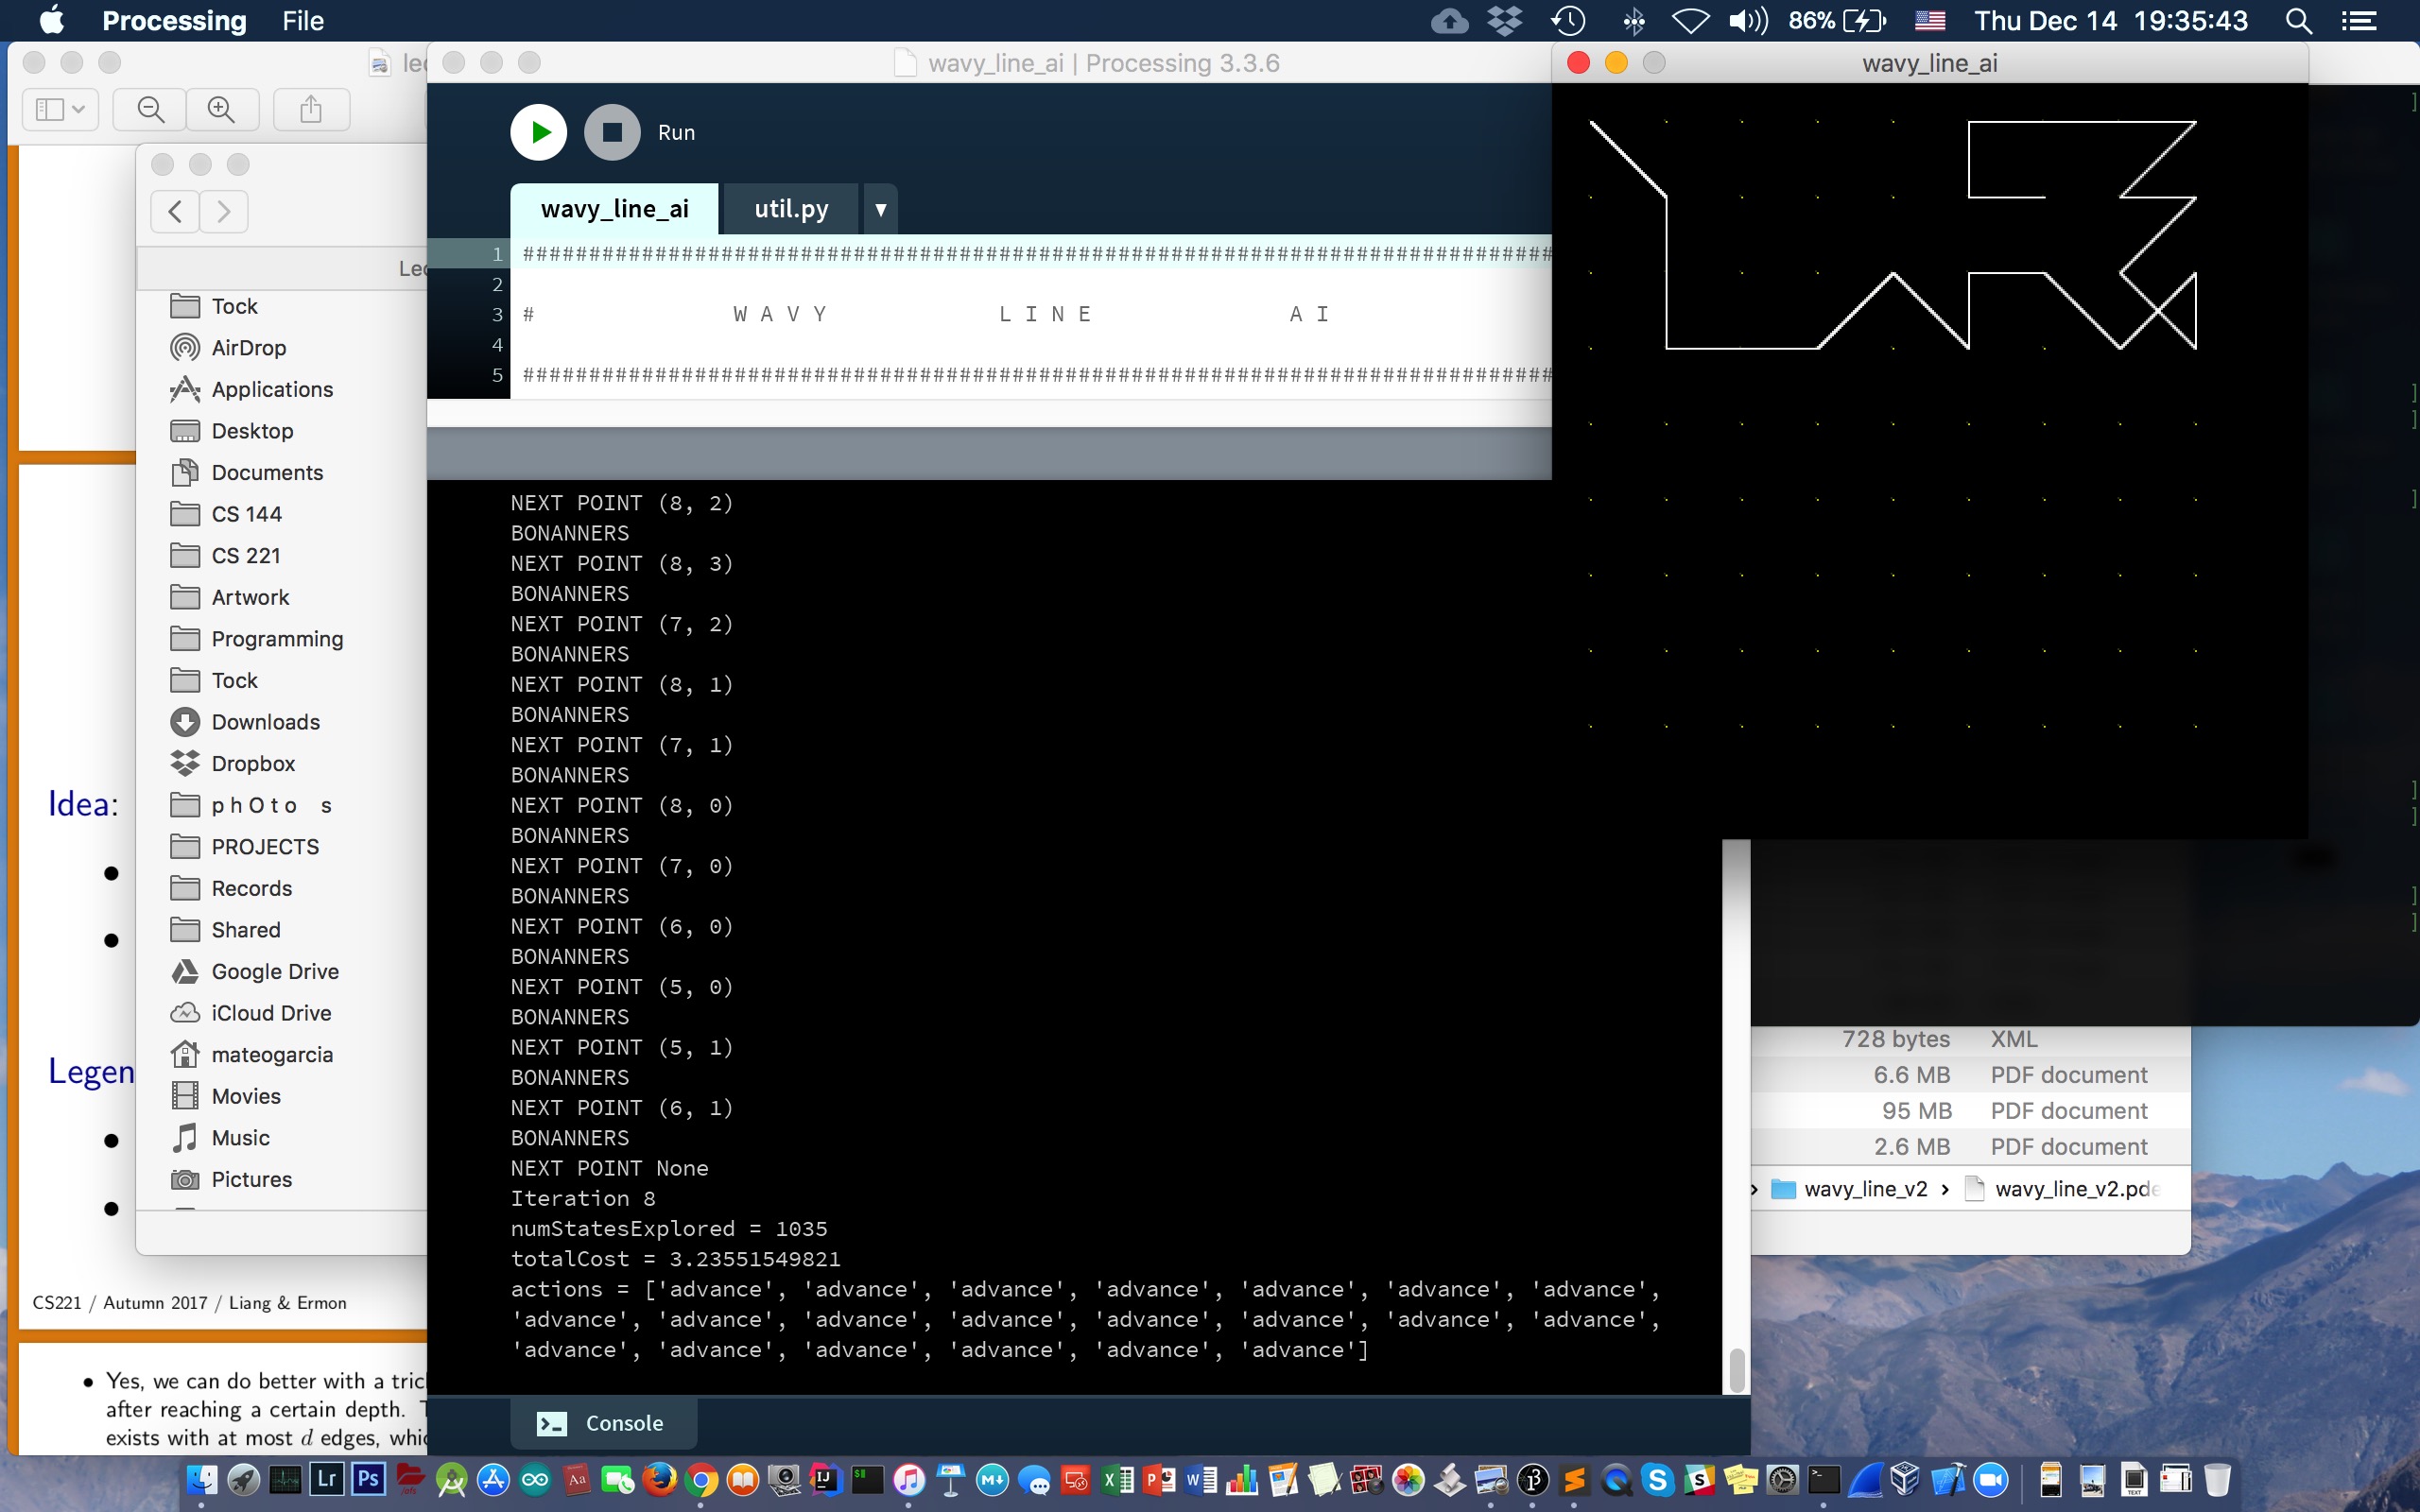 Processing File 86% Thu Dec 14 19:35:43
wavy_line_ai | Processing 3.3.6
wavy_line_ai
Run
wavy_line_ai util.py ▼
1 ################################################################################
2
3 # W A V Y L I N E A I
4
5 ################################################################################
Tock
AirDrop
Applications
Desktop
Documents
CS 144
CS 221
Artwork
Programming
Tock
Downloads
Dropbox
p h O t o s
PROJECTS
Records
Shared
Google Drive
iCloud Drive
mateogarcia
Movies
Music
Pictures
Idea:
CS221 / Autumn 2017 / Liang & Ermon
• Yes, we can do better with a
after reaching a certain depth.
exists with at most d edges,
NEXT POINT (8, 2)
BONANNERS
NEXT POINT (8, 3)
BONANNERS
NEXT POINT (7, 2)
BONANNERS
NEXT POINT (8, 1)
BONANNERS
NEXT POINT (7, 1)
BONANNERS
NEXT POINT (8, 0)
BONANNERS
NEXT POINT (7, 0)
BONANNERS
NEXT POINT (6, 0)
BONANNERS
NEXT POINT (5, 0)
BONANNERS
NEXT POINT (5, 1)
BONANNERS
NEXT POINT (6, 1)
BONANNERS
NEXT POINT None
Iteration 8
numStatesExplored = 1035
totalCost = 3.23551549821
actions = ['advance', 'advance', 'advance', 'advance', 'advance', 'advance', 'advance',
'advance', 'advance', 'advance', 'advance', 'advance', 'advance', 'advance', 'advance',
'advance', 'advance', 'advance', 'advance', 'advance', 'advance']
Console
728 bytes XML
6.6 MB PDF document
95 MB PDF document
2.6 MB PDF document
wavy_line_v2 › wavy_line_v2.pde
Lr Ps